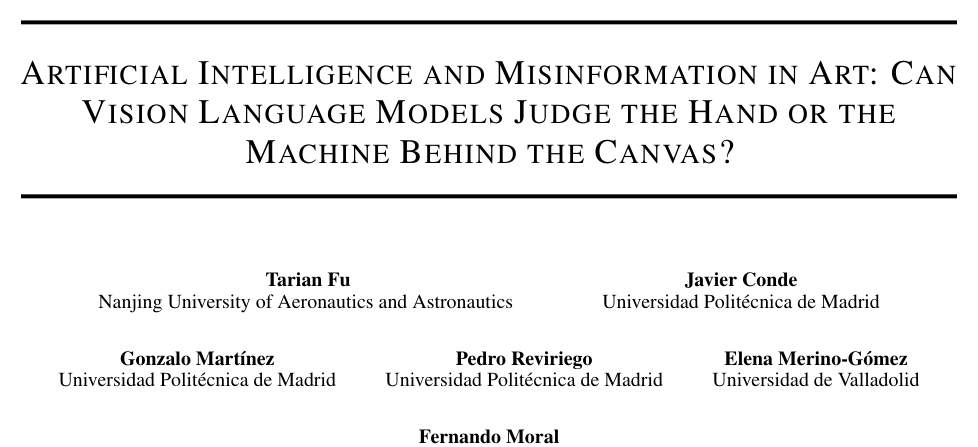 ARTIFICIAL INTELLIGENCE AND MISINFORMATION IN ART: CAN
VISION LANGUAGE MODELS JUDGE THE HAND OR THE
MACHINE BEHIND THE CANVAS?
Tarian Fu
Nanjing University of Aeronautics and Astronautics
Javier Conde
Universidad Politécnica de Madrid
Gonzalo Martínez
Universidad Politécnica de Madrid
Pedro Reviriego
Universidad Politécnica de Madrid
Elena Merino-Gómez
Universidad de Valladolid
Fernando Moral